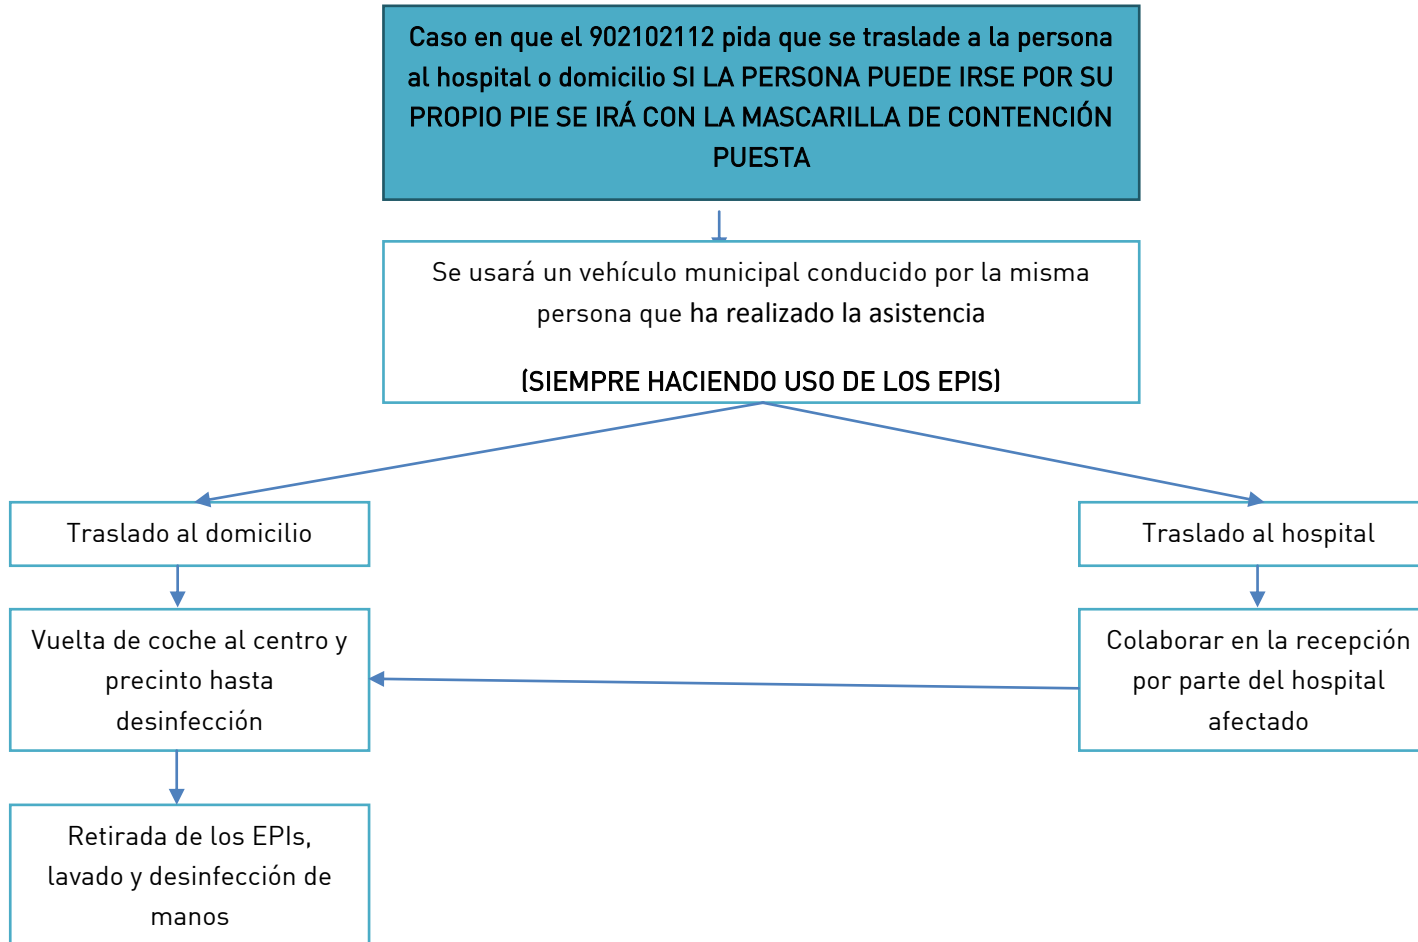 Caso en que el 902102112 pida que se traslade a la persona
al hospital o domicilio SI LA PERSONA PUEDE IRSE POR SU
PROPIO PIE SE IRÁ CON LA MASCARILLA DE CONTENCIÓN
PUESTA
Se usará un vehículo municipal conducido por la misma
persona que ha realizado la asistencia
(SIEMPRE HACIENDO USO DE LOS EPIS)
Traslado al domicilio
Traslado al hospital
Vuelta de coche al centro y
precinto hasta
desinfección
Colaborar en la recepción
por parte del hospital
afectado
Retirada de los EPIs,
lavado y desinfección de
manos